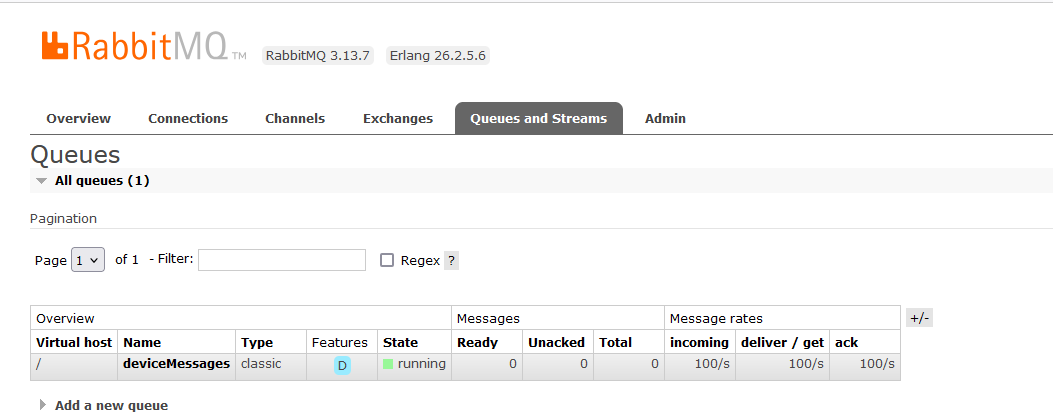 RabbitMQ TM RabbitMQ 3.13.7 Erlang 26.2.5.6
Overview Connections Channels Exchanges Queues and Streams Admin
Queues
All queues (1)
Pagination
Page 1 of 1 - Filter: Regex ?
Overview Messages Message rates +/-
Virtual host Name Type Features State Ready Unacked Total incoming deliver / get ack
/ deviceMessages classic D running 0 0 0 100/s 100/s 100/s
Add a new queue